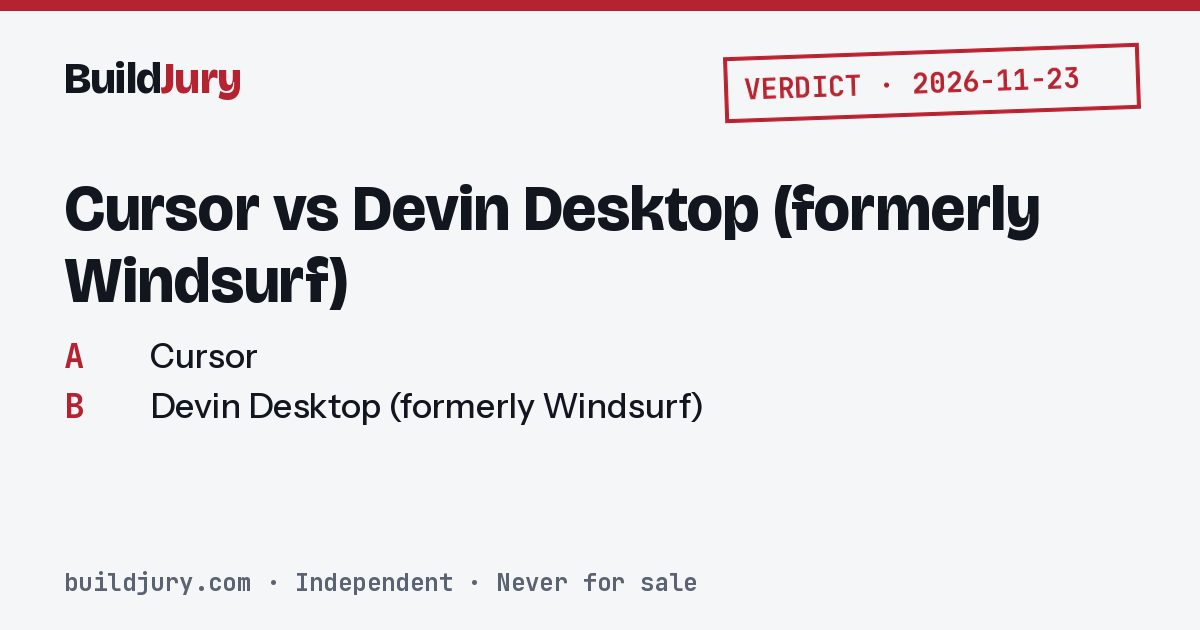 BuildJury
VERDICT · 2026-11-23
Cursor vs Devin Desktop (formerly
Windsurf)
A Cursor
B Devin Desktop (formerly Windsurf)
buildjury.com · Independent · Never for sale